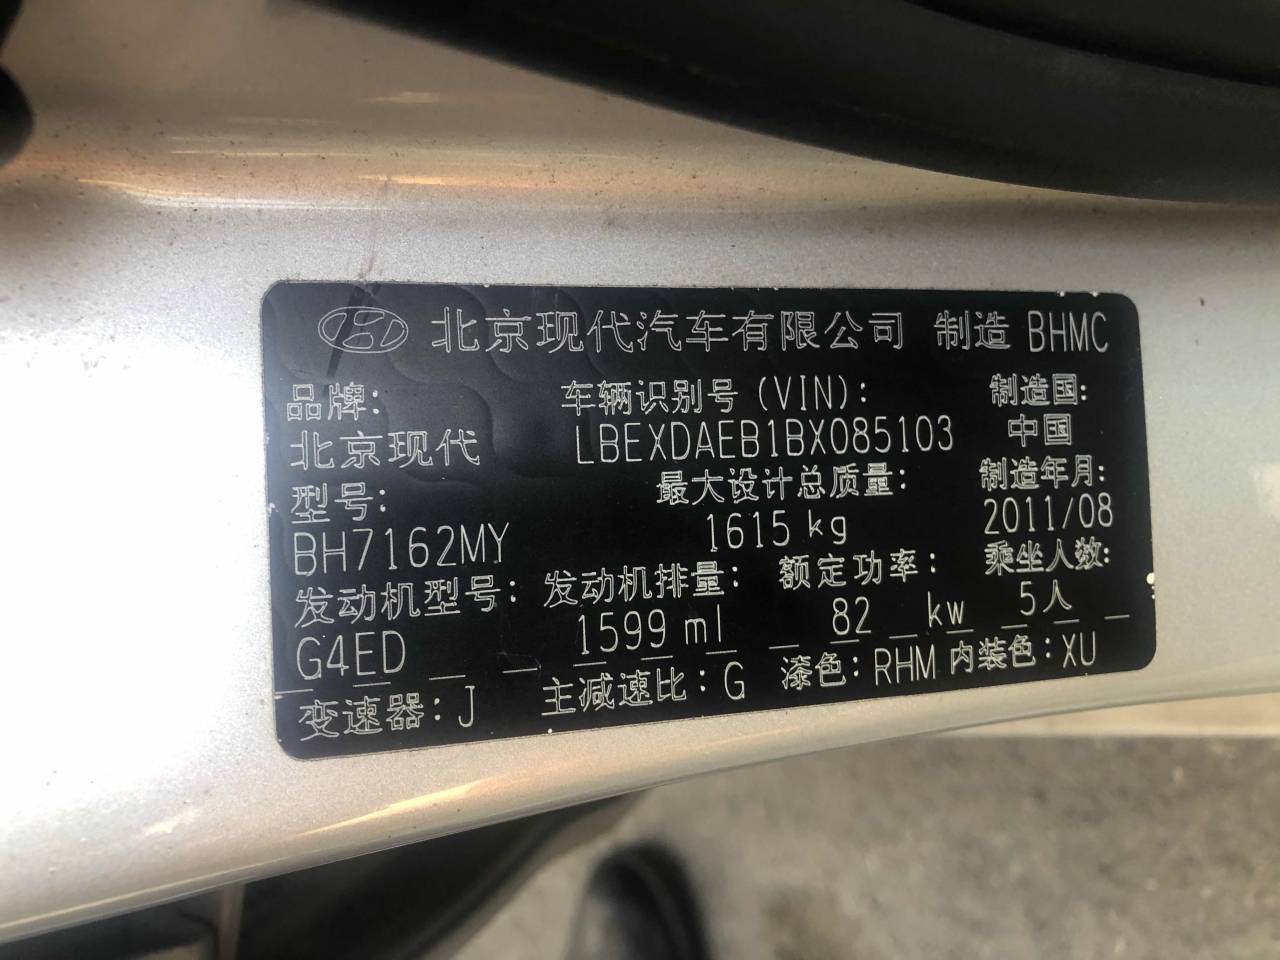 北京现代汽车有限公司 制造 BHMC
品牌: 车辆识别号 (VIN): 制造国:
北京现代 LBEXDAEB1BX085103 中国
型号: 最大设计总质量: 制造年月:
BH7162MY 1615 kg 2011/08
发动机型号: 发动机排量: 额定功率: 乘坐人数:
G4ED 1599 ml 82 kw 5人
变速器: J 主减速比: G 漆色: RHM 内装色: XU